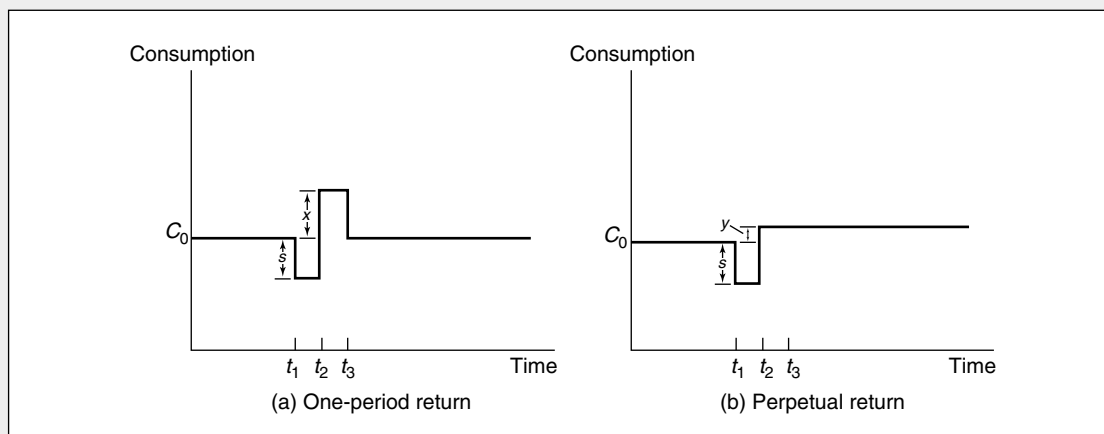 Consumption
x
C0
s
t1 t2 t3
Time
(a) One-period return
Consumption
y
C0
s
t1 t2 t3
Time
(b) Perpetual return